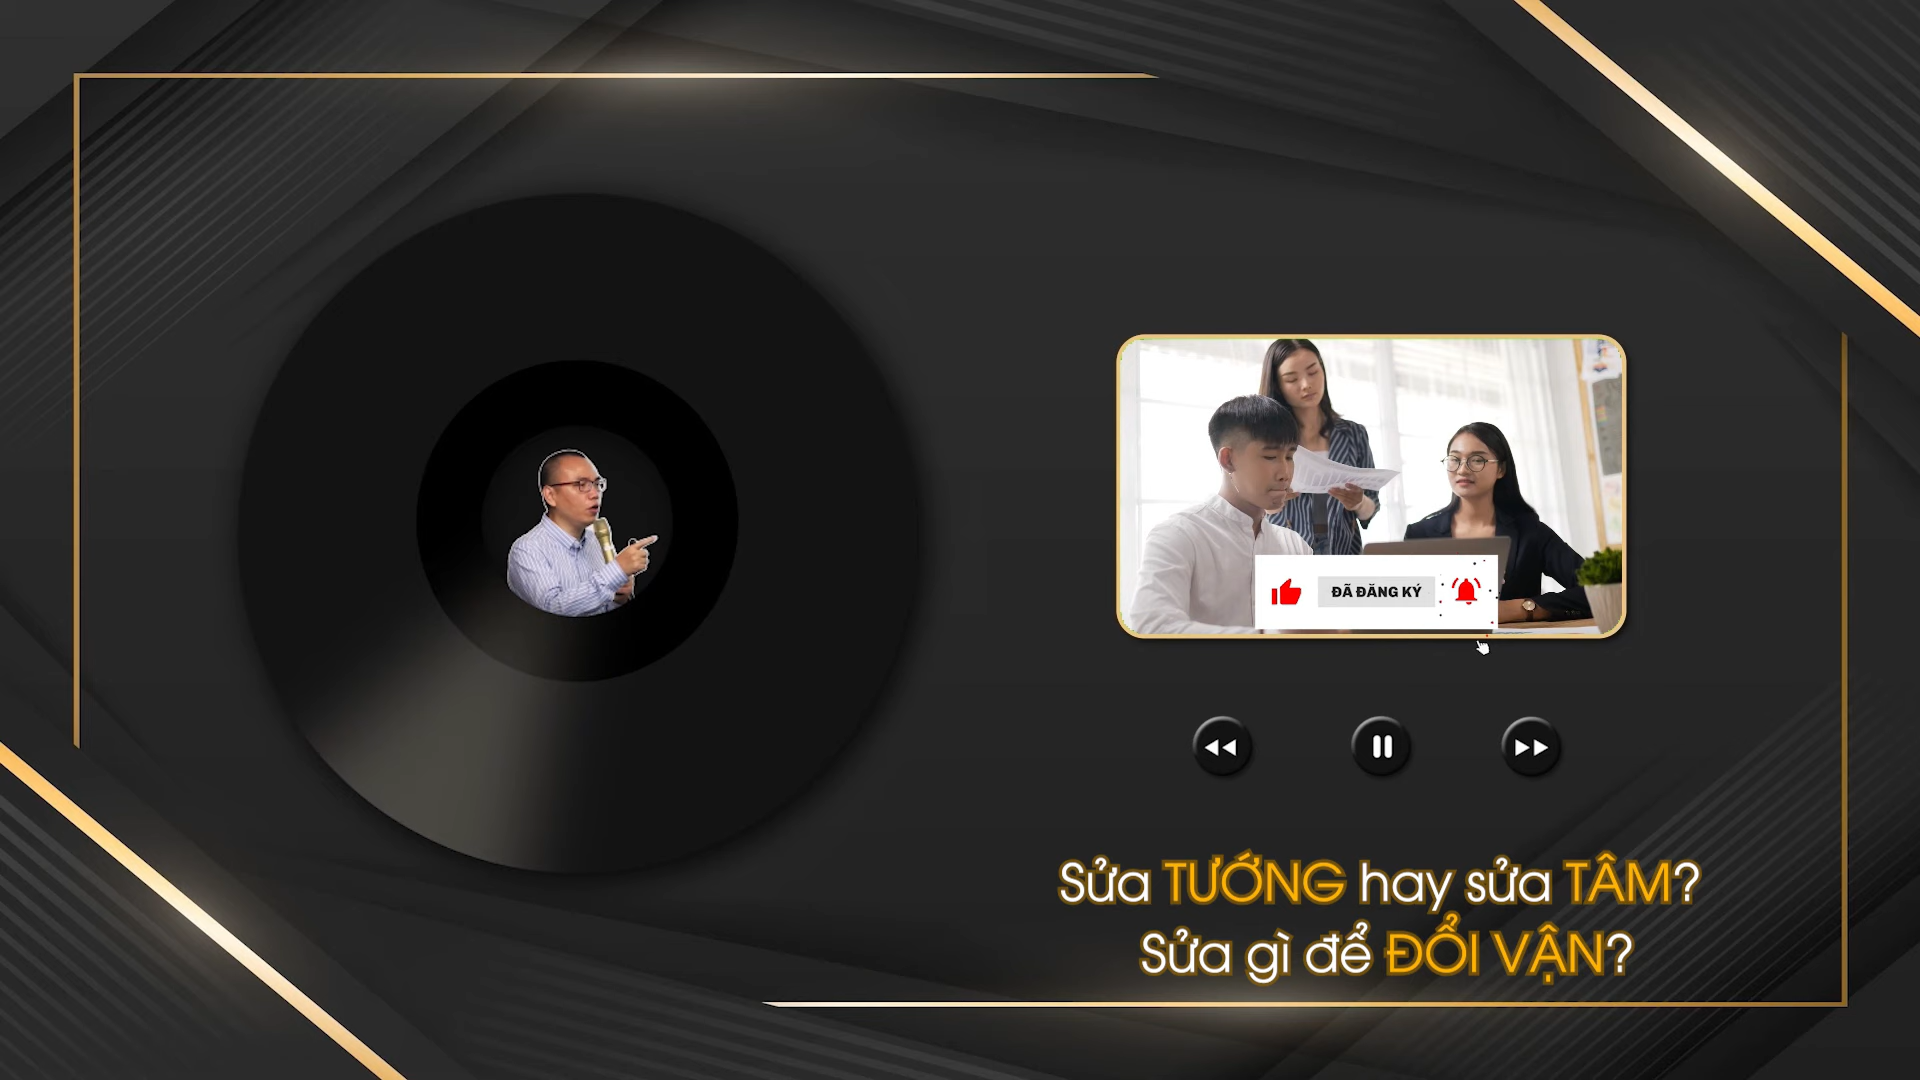 ĐÃ ĐĂNG KÝ
Sửa TƯỚNG hay sửa TÂM?
Sửa gì để ĐỔI VẬN?